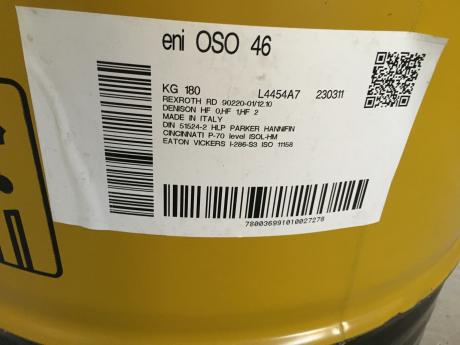 eni OSO 46
KG 180 L4454A7 230311
REXROTH RD 90220-01/12.10
DENISON HF 0,HF 1,HF 2
MADE IN ITALY
DIN 51524-2 HLP PARKER HANNIFIN
CINCINNATI P-70 level ISOL-HM
EATON VICKERS I-286-S3 ISO 11158
780036991010027278